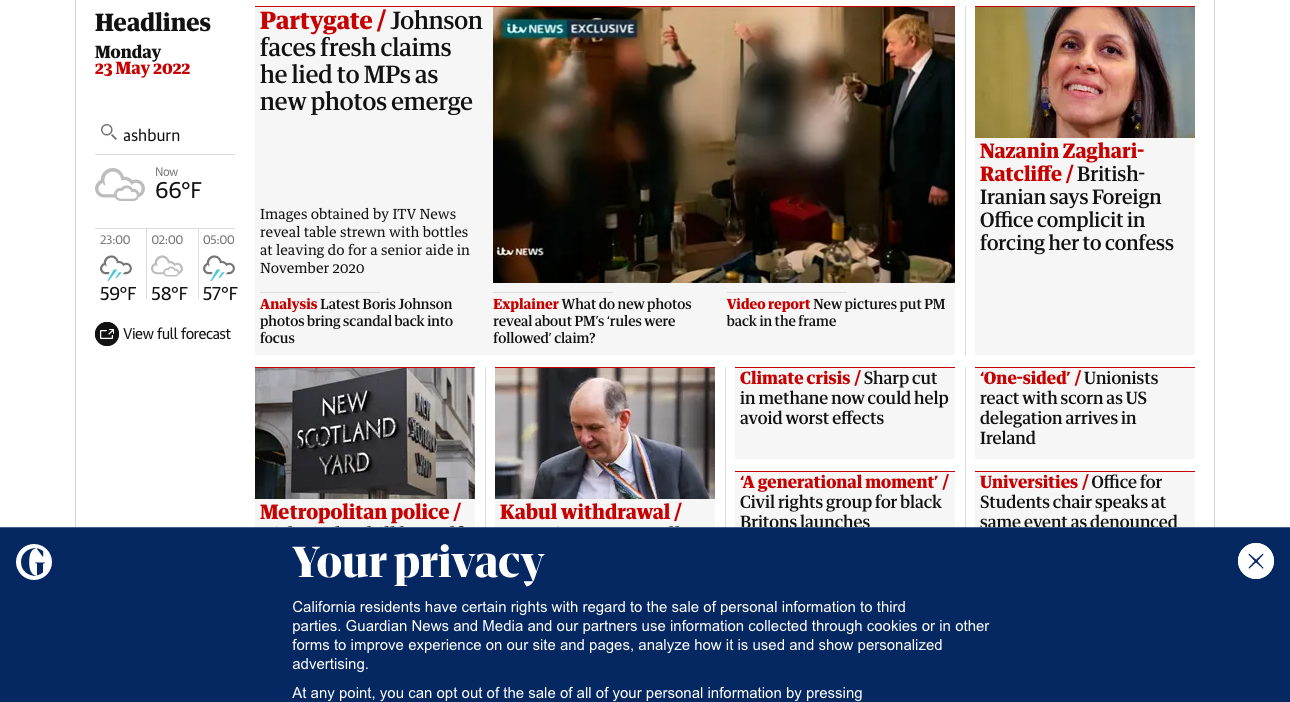 Headlines
Monday
23 May 2022
ashburn
Now
66°F
23:00
02:00
05:00
59°F
58°F
57°F
View full forecast
Partygate / Johnson
faces fresh claims
he lied to MPs as
new photos emerge
Images obtained by ITV News
reveal table strewn with bottles
at leaving do for a senior aide in
November 2020
itv NEWS EXCLUSIVE
itv NEWS
Analysis Latest Boris Johnson
photos bring scandal back into
focus
Explainer What do new photos
reveal about PM's ‘rules were
followed’ claim?
Video report New pictures put PM
back in the frame
Nazanin Zaghari-
Ratcliffe / British-
Iranian says Foreign
Office complicit in
forcing her to confess
NEW
SCOTLAND
YARD
Metropolitan police /
Kabul withdrawal /
Climate crisis / Sharp cut
in methane now could help
avoid worst effects
‘A generational moment’ /
Civil rights group for black
Britons launches
‘One-sided’ / Unionists
react with scorn as US
delegation arrives in
Ireland
Universities / Office for
Students chair speaks at
same event as denounced
Your privacy
California residents have certain rights with regard to the sale of personal information to third
parties. Guardian News and Media and our partners use information collected through cookies or in other
forms to improve experience on our site and pages, analyze how it is used and show personalized
advertising.
At any point, you can opt out of the sale of all of your personal information by pressing